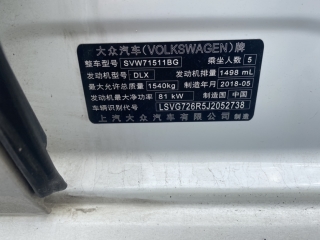 大众汽车(VOLKSWAGEN)牌
整车型号 SVW71511BG 乘坐人数 5
发动机型号 DLX 发动机排量 1498 mL
最大允许总质量 1540kg 制造年月 2018-05
最大净功率 81 kW 制造国 中国
车辆识别代号 LSVG726R5J2052738
上汽大众汽车有限公司 制造